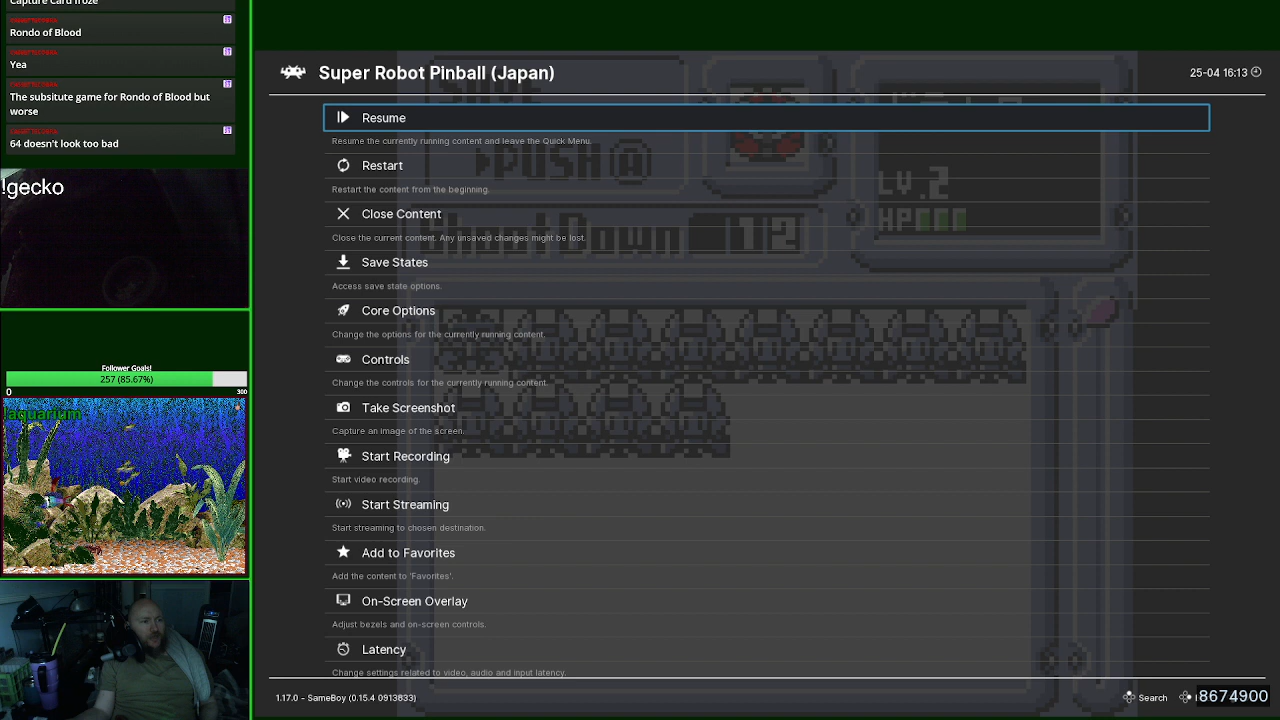 Capture Card froze
Rondo of Blood
Yea
The subsitute game for Rondo of Blood but
worse
64 doesn't look too bad
!gecko
Follower Goals!
257 (85.67%)
0
300
!aquarium
Super Robot Pinball (Japan)
25-04 16:13
Resume
Resume the currently running content and leave the Quick Menu.
Restart
Restart the content from the beginning.
Close Content
Close the current content. Any unsaved changes might be lost.
Save States
Access save state options.
Core Options
Change the options for the currently running content.
Controls
Change the controls for the currently running content.
Take Screenshot
Capture an image of the screen.
Start Recording
Start video recording.
Start Streaming
Start streaming to chosen destination.
Add to Favorites
Add the content to 'Favorites'.
On-Screen Overlay
Adjust bezels and on-screen controls.
Latency
Change settings related to video, audio and input latency.
PUSH
LV.2
HP
ShootDown 12
1.17.0 - SameBoy (0.15.4 0913833)
Search
8674900